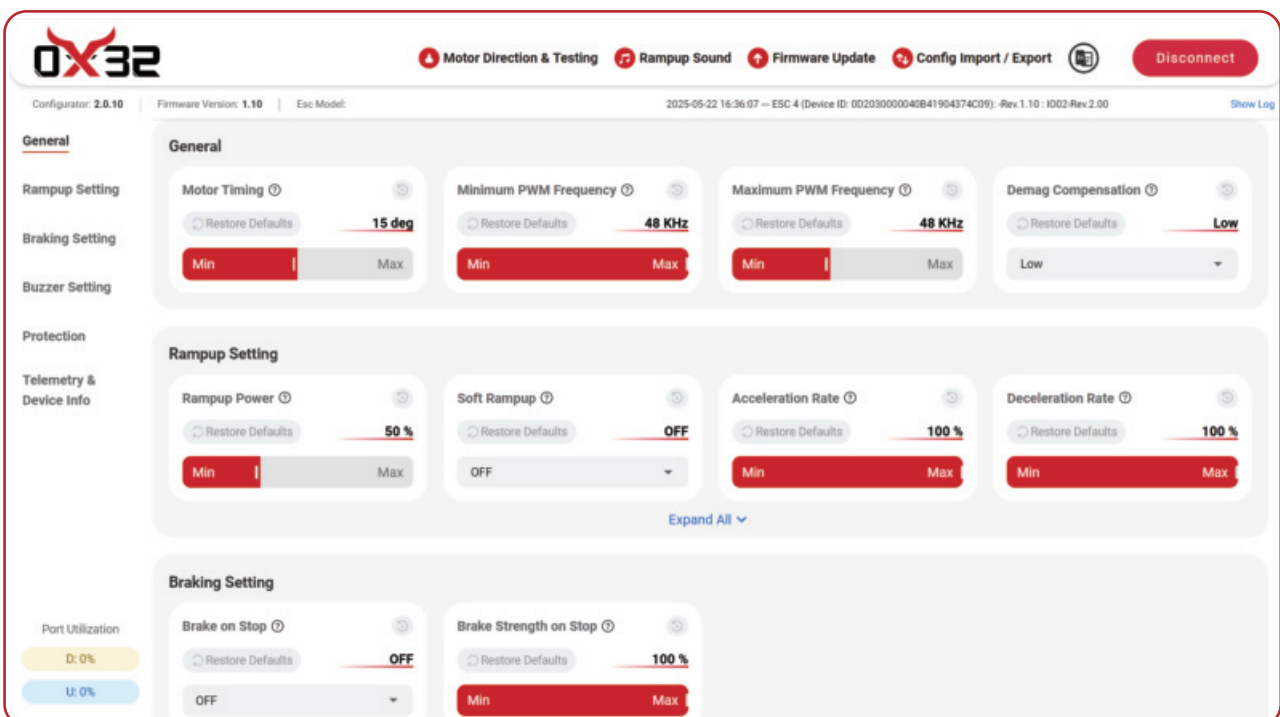 0X32
Motor Direction & Testing Rampup Sound Firmware Update Config Import / Export Disconnect
Configurator: 2.0.10 Firmware Version: 1.10 Esc Model: 2025-05-22 16:36:07 -- ESC 4 (Device ID: 0D2030000040B41904374C09): -Rev.1.10 : IO02-Rev.2.00 Show Log
General
Rampup Setting
Braking Setting
Buzzer Setting
Protection
Telemetry &
Device Info
Port Utilization
D: 0%
U: 0%
General
Motor Timing Minimum PWM Frequency Maximum PWM Frequency Demag Compensation
Restore Defaults 15 deg Restore Defaults 48 KHz Restore Defaults 48 KHz Restore Defaults Low
Min Max Min Max Min Max Low
Rampup Setting
Rampup Power Soft Rampup Acceleration Rate Deceleration Rate
Restore Defaults 50 % Restore Defaults OFF Restore Defaults 100 % Restore Defaults 100 %
Min Max OFF Min Max Min Max
Expand All
Braking Setting
Brake on Stop Brake Strength on Stop
Restore Defaults OFF Restore Defaults 100 %
OFF Min Max